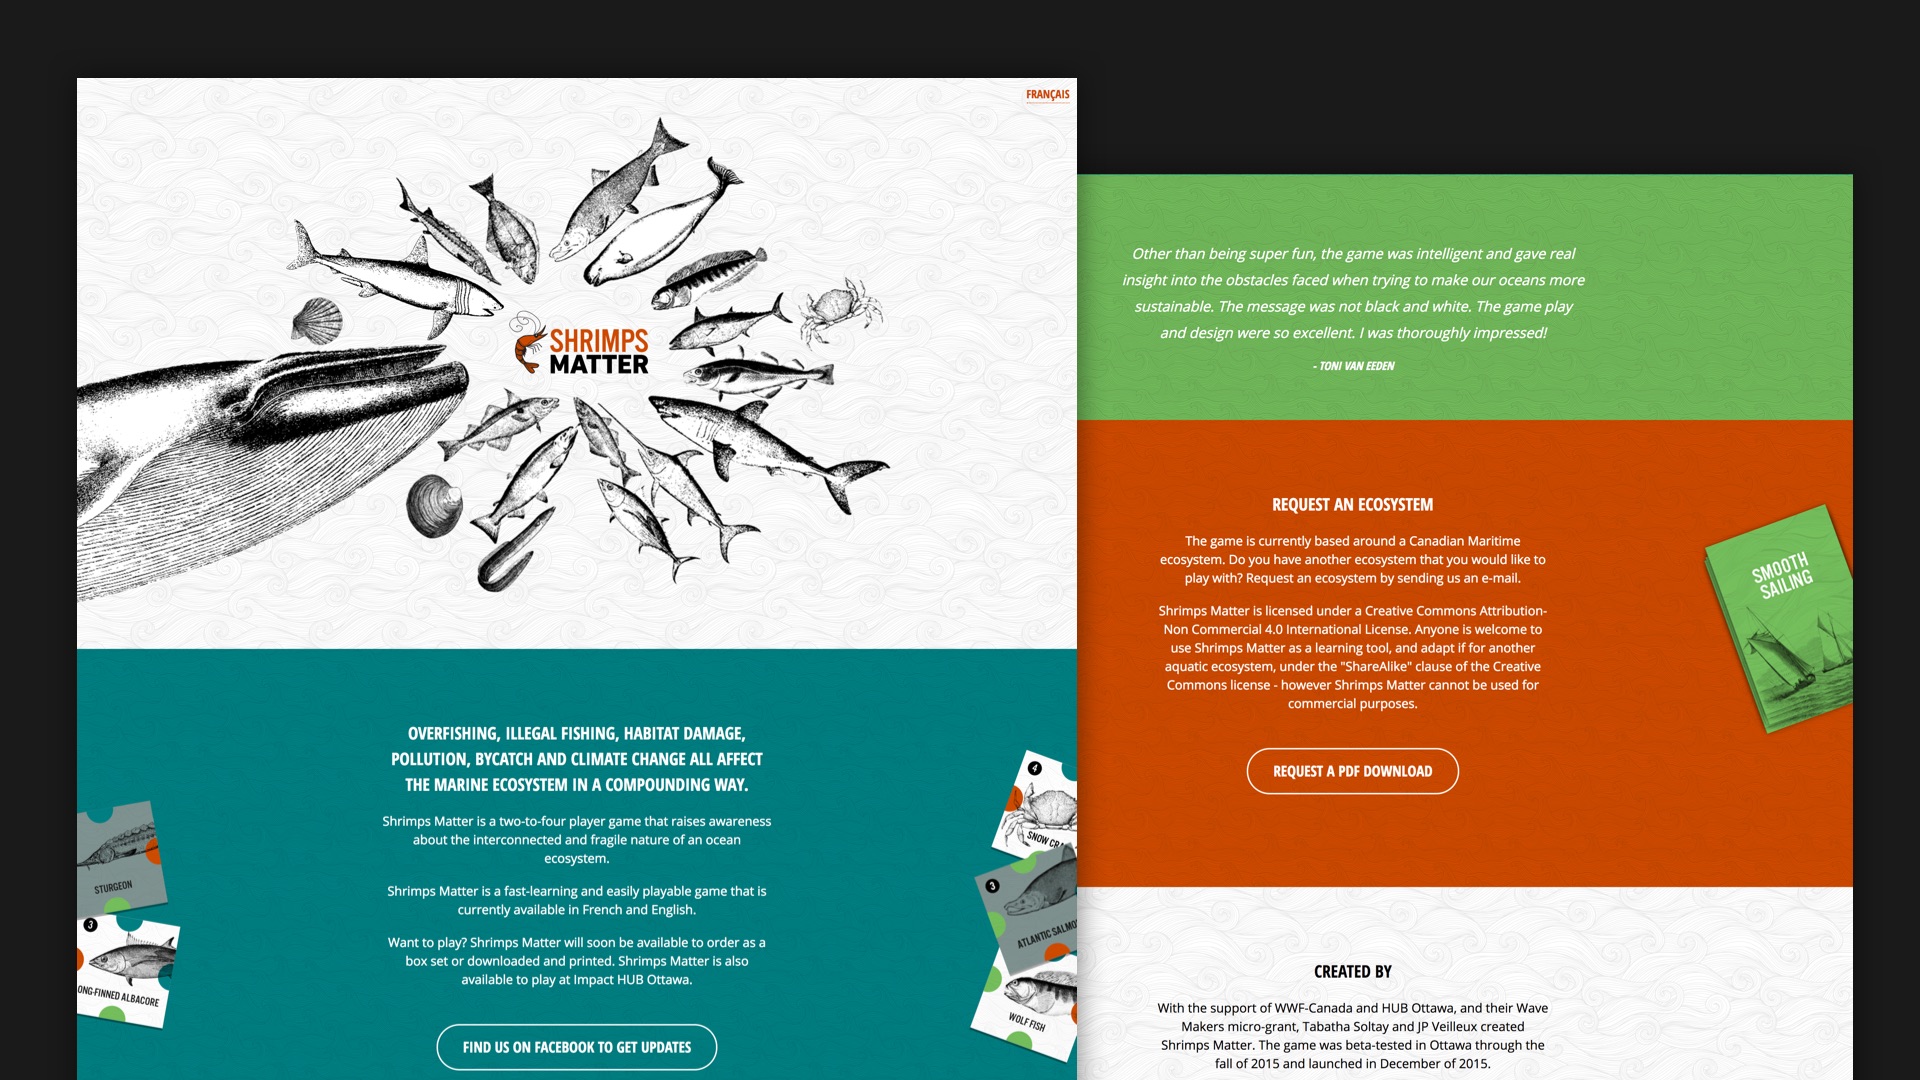 FRANÇAIS
SHRIMPS
MATTER
OVERFISHING, ILLEGAL FISHING, HABITAT DAMAGE,
POLLUTION, BYCATCH AND CLIMATE CHANGE ALL AFFECT
THE MARINE ECOSYSTEM IN A COMPOUNDING WAY.
Shrimps Matter is a two-to-four player game that raises awareness
about the interconnected and fragile nature of an ocean
ecosystem.
Shrimps Matter is a fast-learning and easily playable game that is
currently available in French and English.
Want to play? Shrimps Matter will soon be available to order as a
box set or downloaded and printed. Shrimps Matter is also
available to play at Impact HUB Ottawa.
FIND US ON FACEBOOK TO GET UPDATES
STURGEON
3
ONG-FINNED ALBACORE
4
SNOW CR
3
ATLANTIC SALMO
WOLF FISH
Other than being super fun, the game was intelligent and gave real
insight into the obstacles faced when trying to make our oceans more
sustainable. The message was not black and white. The game play
and design were so excellent. I was thoroughly impressed!
- TONI VAN EEDEN
REQUEST AN ECOSYSTEM
The game is currently based around a Canadian Maritime
ecosystem. Do you have another ecosystem that you would like to
play with? Request an ecosystem by sending us an e-mail.
Shrimps Matter is licensed under a Creative Commons Attribution-
Non Commercial 4.0 International License. Anyone is welcome to
use Shrimps Matter as a learning tool, and adapt if for another
aquatic ecosystem, under the "ShareAlike" clause of the Creative
Commons license - however Shrimps Matter cannot be used for
commercial purposes.
REQUEST A PDF DOWNLOAD
SMOOTH
SAILING
CREATED BY
With the support of WWF-Canada and HUB Ottawa, and their Wave
Makers micro-grant, Tabatha Soltay and JP Veilleux created
Shrimps Matter. The game was beta-tested in Ottawa through the
fall of 2015 and launched in December of 2015.